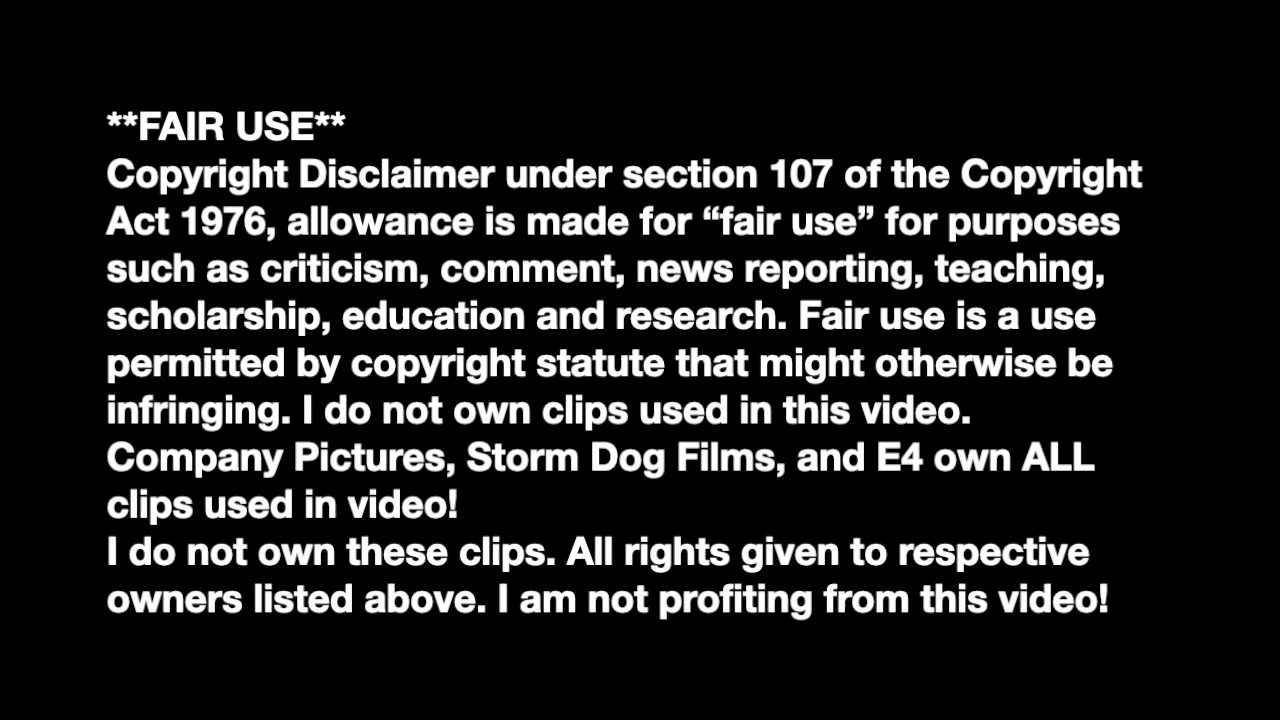 **FAIR USE**
Copyright Disclaimer under section 107 of the Copyright
Act 1976, allowance is made for “fair use” for purposes
such as criticism, comment, news reporting, teaching,
scholarship, education and research. Fair use is a use
permitted by copyright statute that might otherwise be
infringing. I do not own clips used in this video.
Company Pictures, Storm Dog Films, and E4 own ALL
clips used in video!
I do not own these clips. All rights given to respective
owners listed above. I am not profiting from this video!